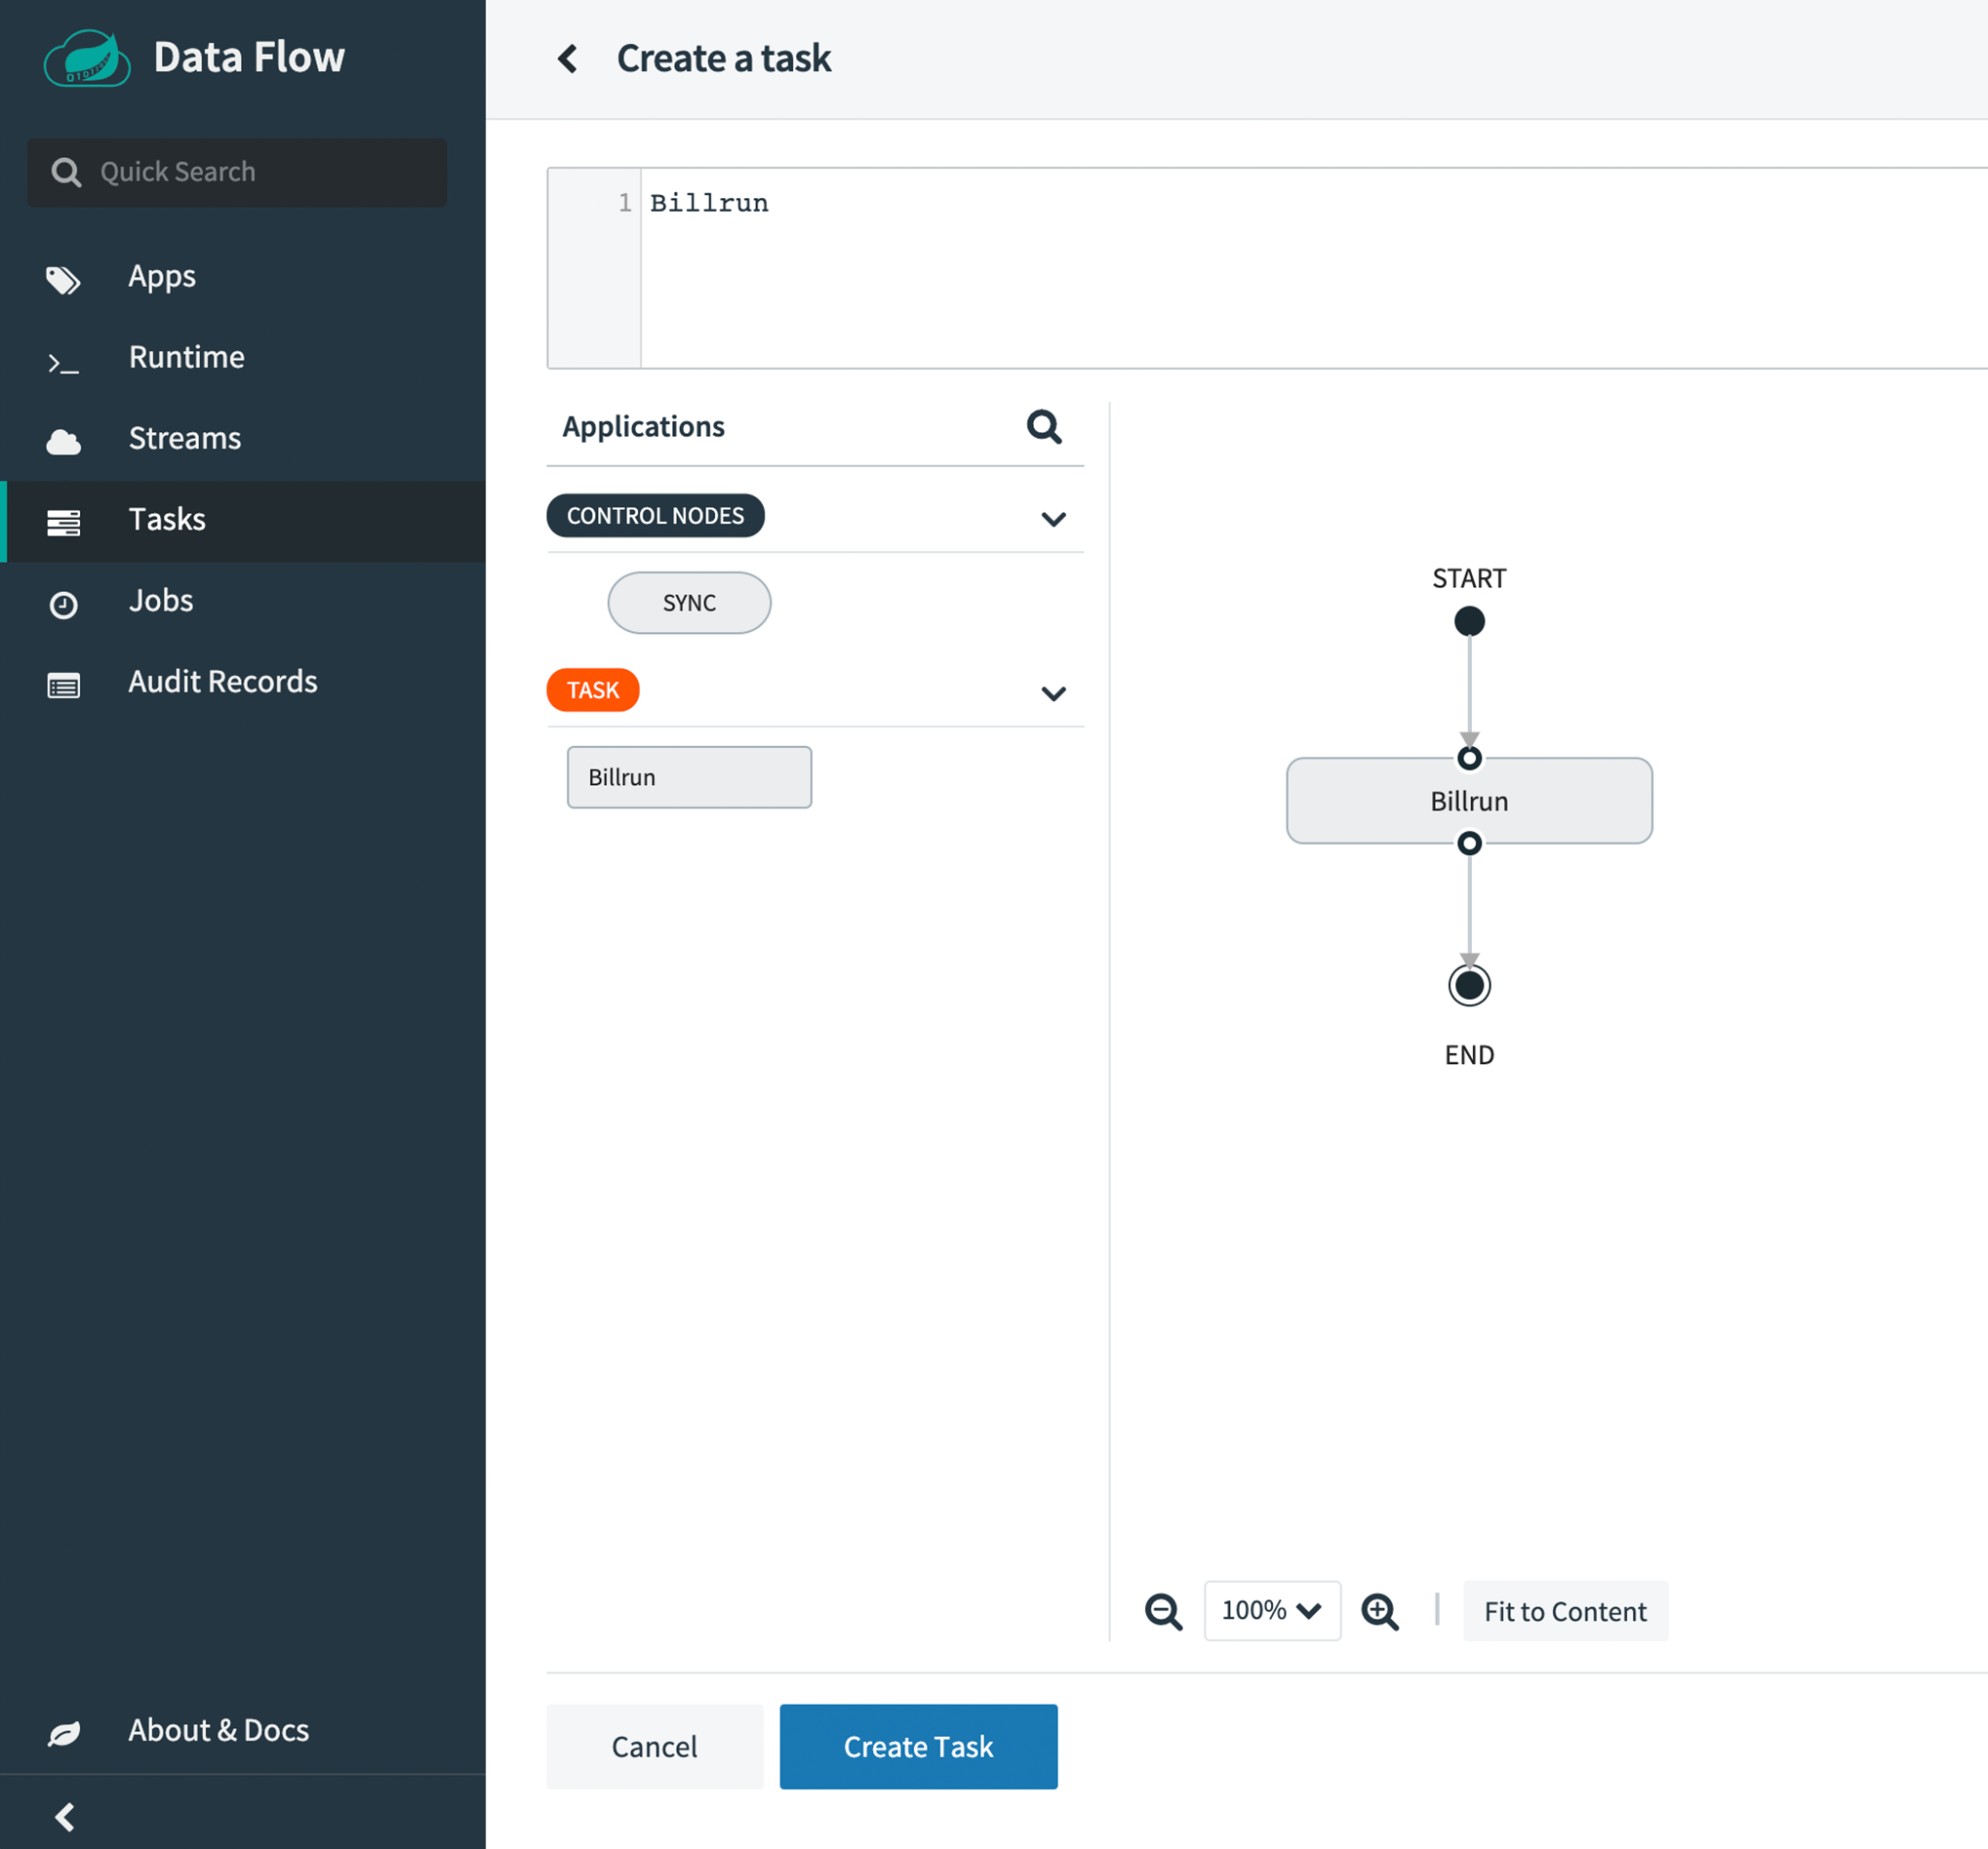 Data Flow
Quick Search
Apps
Runtime
Streams
Tasks
Jobs
Audit Records
About & Docs
Create a task
1 Billrun
Applications
CONTROL NODES
SYNC
TASK
Billrun
START
Billrun
END
100%
Fit to Content
Cancel
Create Task